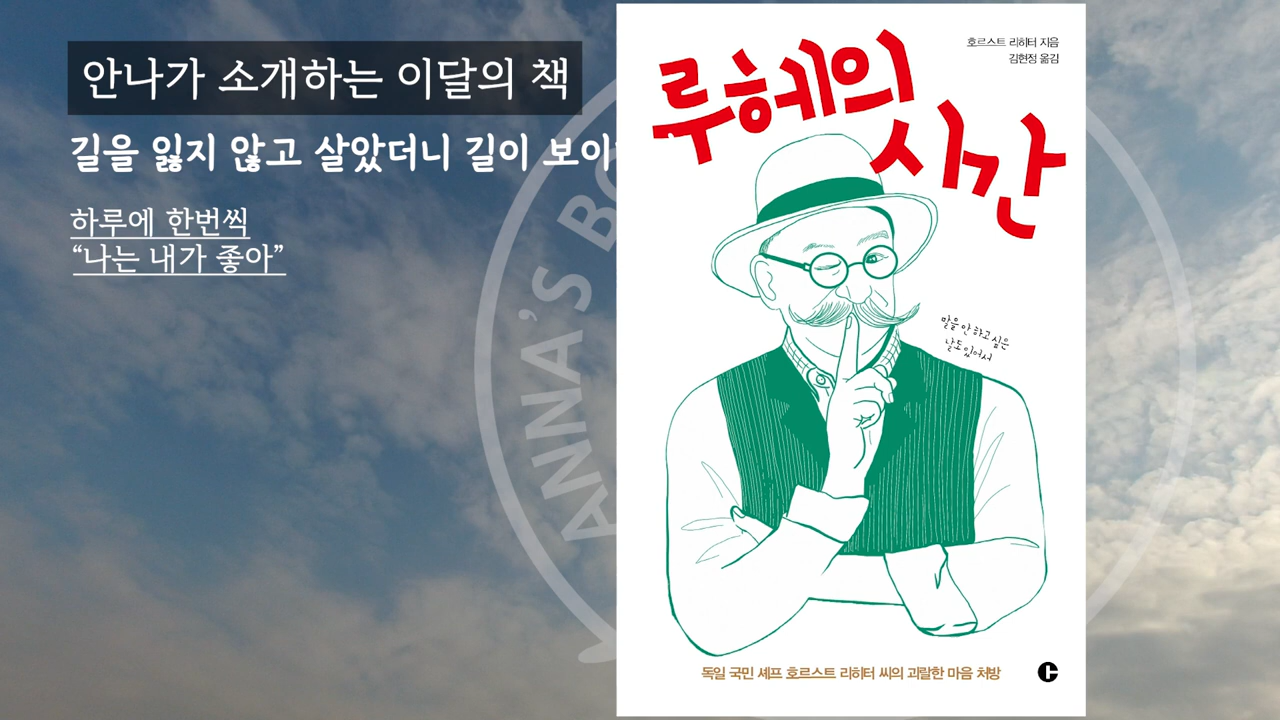 안나가 소개하는 이달의 책
길을 잃지 않고 살았더니 길이
하루에 한번씩
“나는 내가 좋아”
ANNA'S
루헤의
시간
호르스트 리히터 지음
김현정 옮김
말을 안 하고 싶은
날도 있어서
독일 국민 셰프 호르스트 리히터 씨의 괴랄한 마음 처방